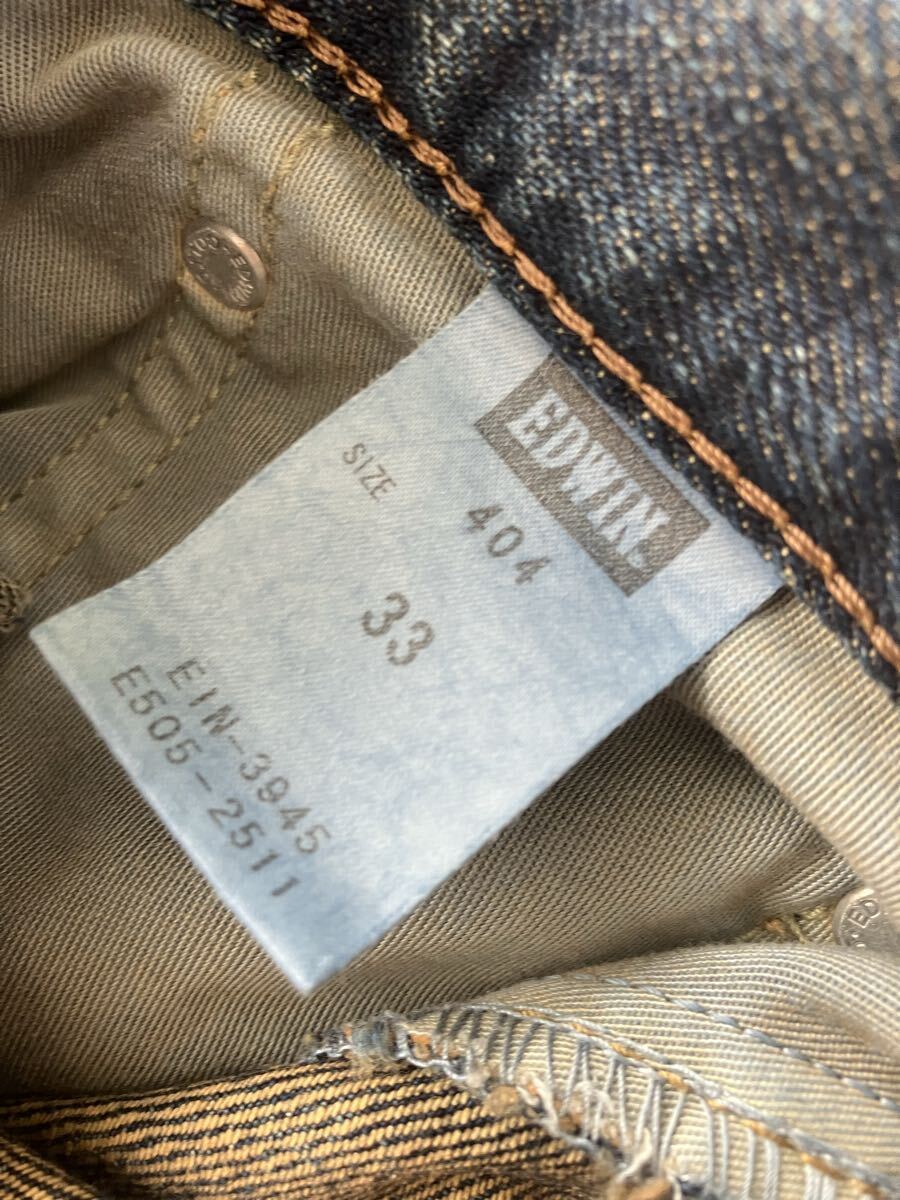 EDWIN
404
SIZE
33
EIN-3945
E505-2511